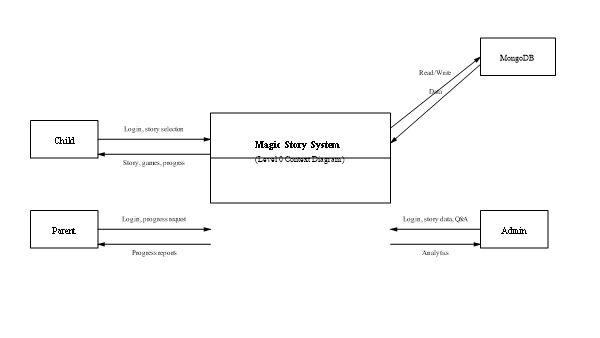 MongoDB
Read/Write
Data
Login, story selection
Child
Magic Story System
(Level 0 Context Diagram)
Story, games, progress
Login, progress request
Login, story data, Q&A
Parent
Admin
Progress reports
Analytics